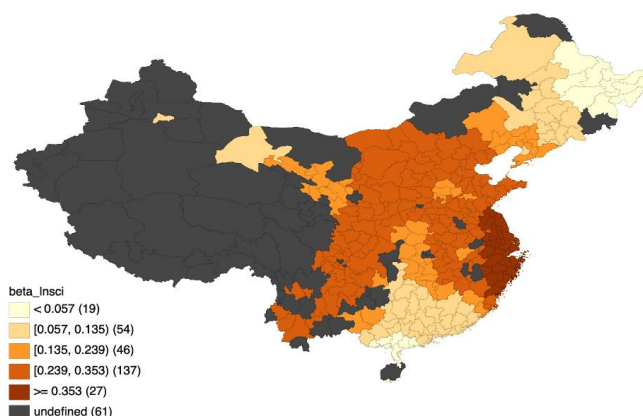 beta_lnsci
< 0.057 (19)
[0.057, 0.135) (54)
[0.135, 0.239) (46)
[0.239, 0.353) (137)
>= 0.353 (27)
undefined (61)